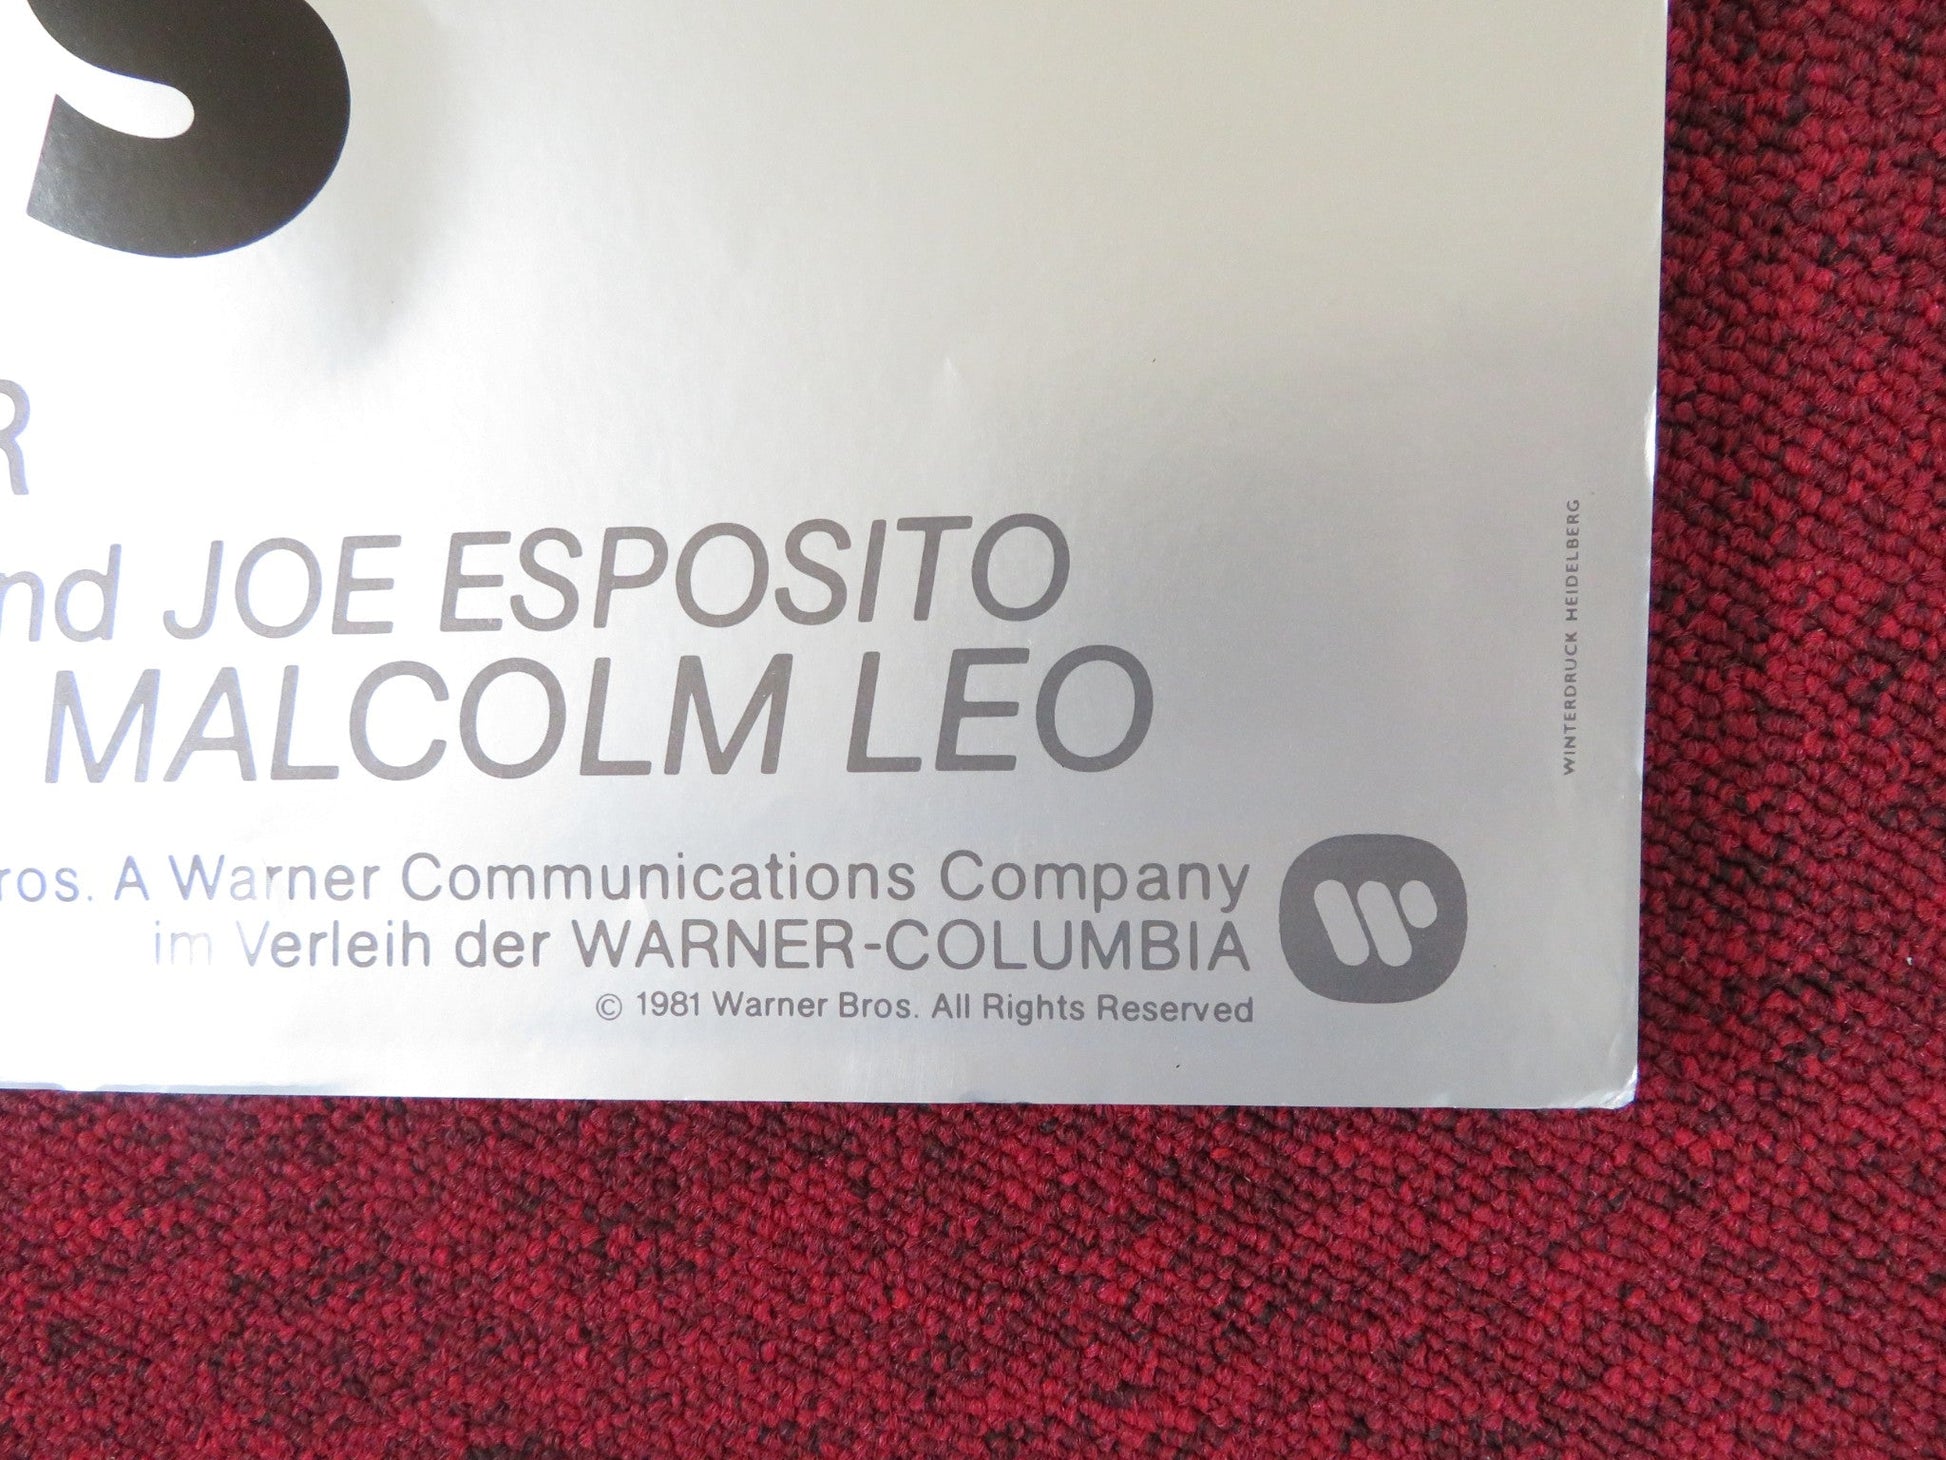 S
R
nd JOE ESPOSITO
MALCOLM LEO
ros. A Warner Communications Company
im Verleih der WARNER-COLUMBIA
© 1981 Warner Bros. All Rights Reserved
WINTERDRUCK HEIDELBERG